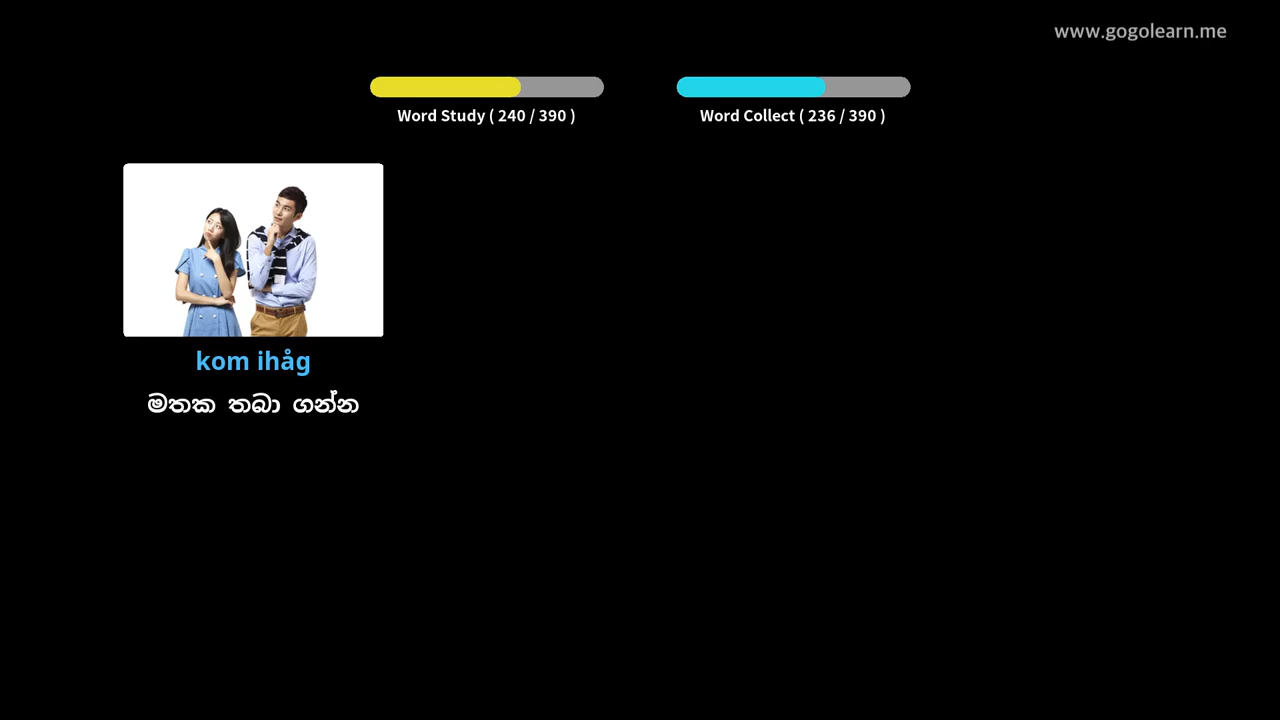 www.gogolearn.me
Word Study ( 240 / 390 )
Word Collect ( 236 / 390 )
kom ihåg
මතක තබා ගන්න